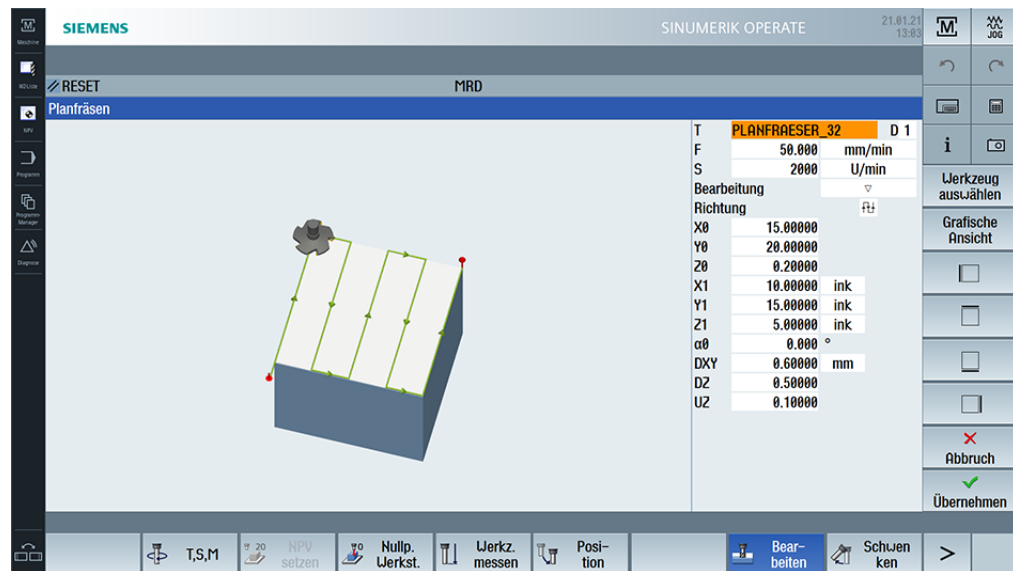 SIEMENS
SINUMERIK OPERATE
21.01.21
13:03
M
JOG
Maschine
RESET
MRD
WZ Liste
Planfräsen
NPV
Programm
Programm-
Manager
Diagnose
T PLANFRAESER_32 D 1
F 50.000 mm/min
S 2000 U/min
Bearbeitung ▽
Richtung
X0 15.00000
Y0 20.00000
Z0 0.20000
X1 10.00000 ink
Y1 15.00000 ink
Z1 5.00000 ink
α0 0.000 °
DXY 0.60000 mm
DZ 0.50000
UZ 0.10000
i
Werkzeug
auswählen
Grafische
Ansicht
Abbruch
Übernehmen
T,S,M
NPV
setzen
Nullp.
Werkst.
Werkz.
messen
Posi-
tion
Bear-
beiten
Schwen
ken
>